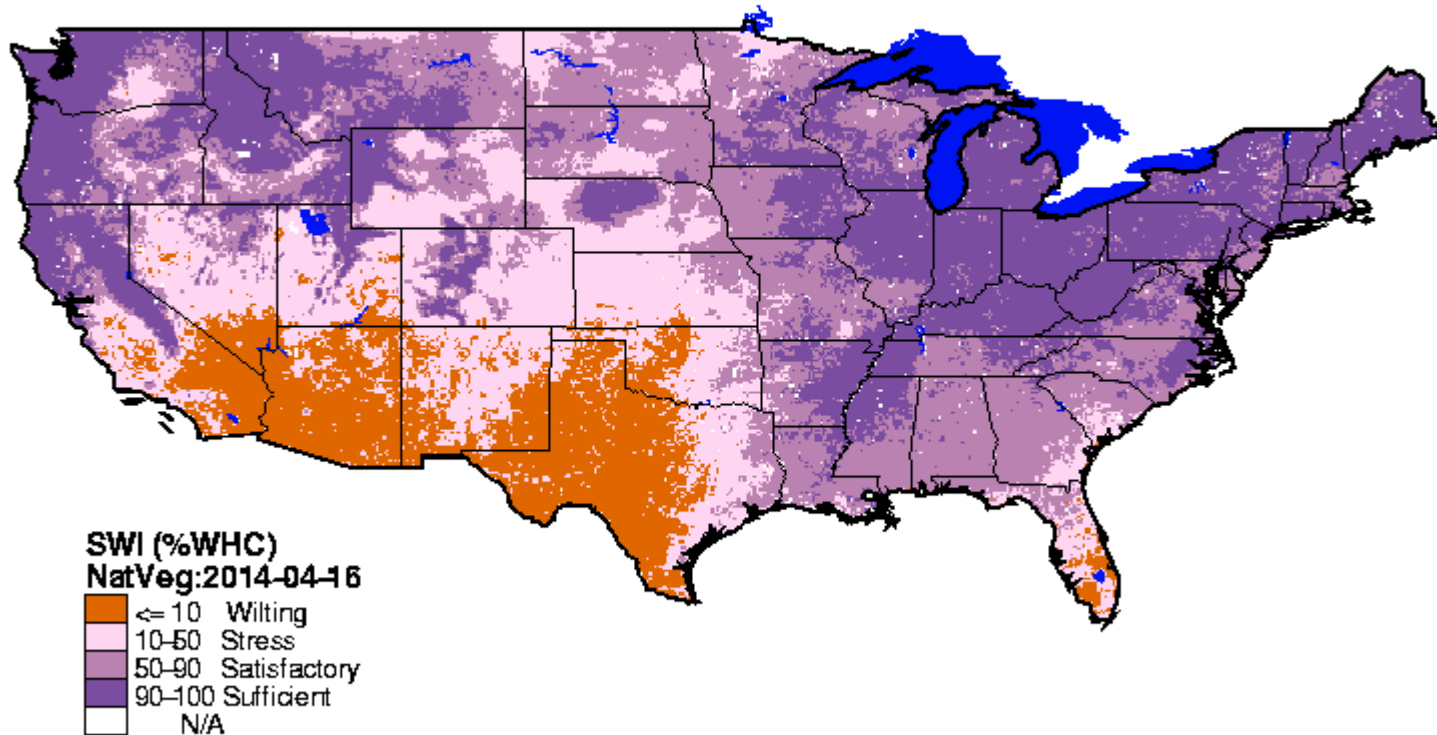 SWI (%WHC)
NatVeg:2014-04-16
<= 10 Wilting
10-50 Stress
50-90 Satisfactory
90-100 Sufficient
N/A